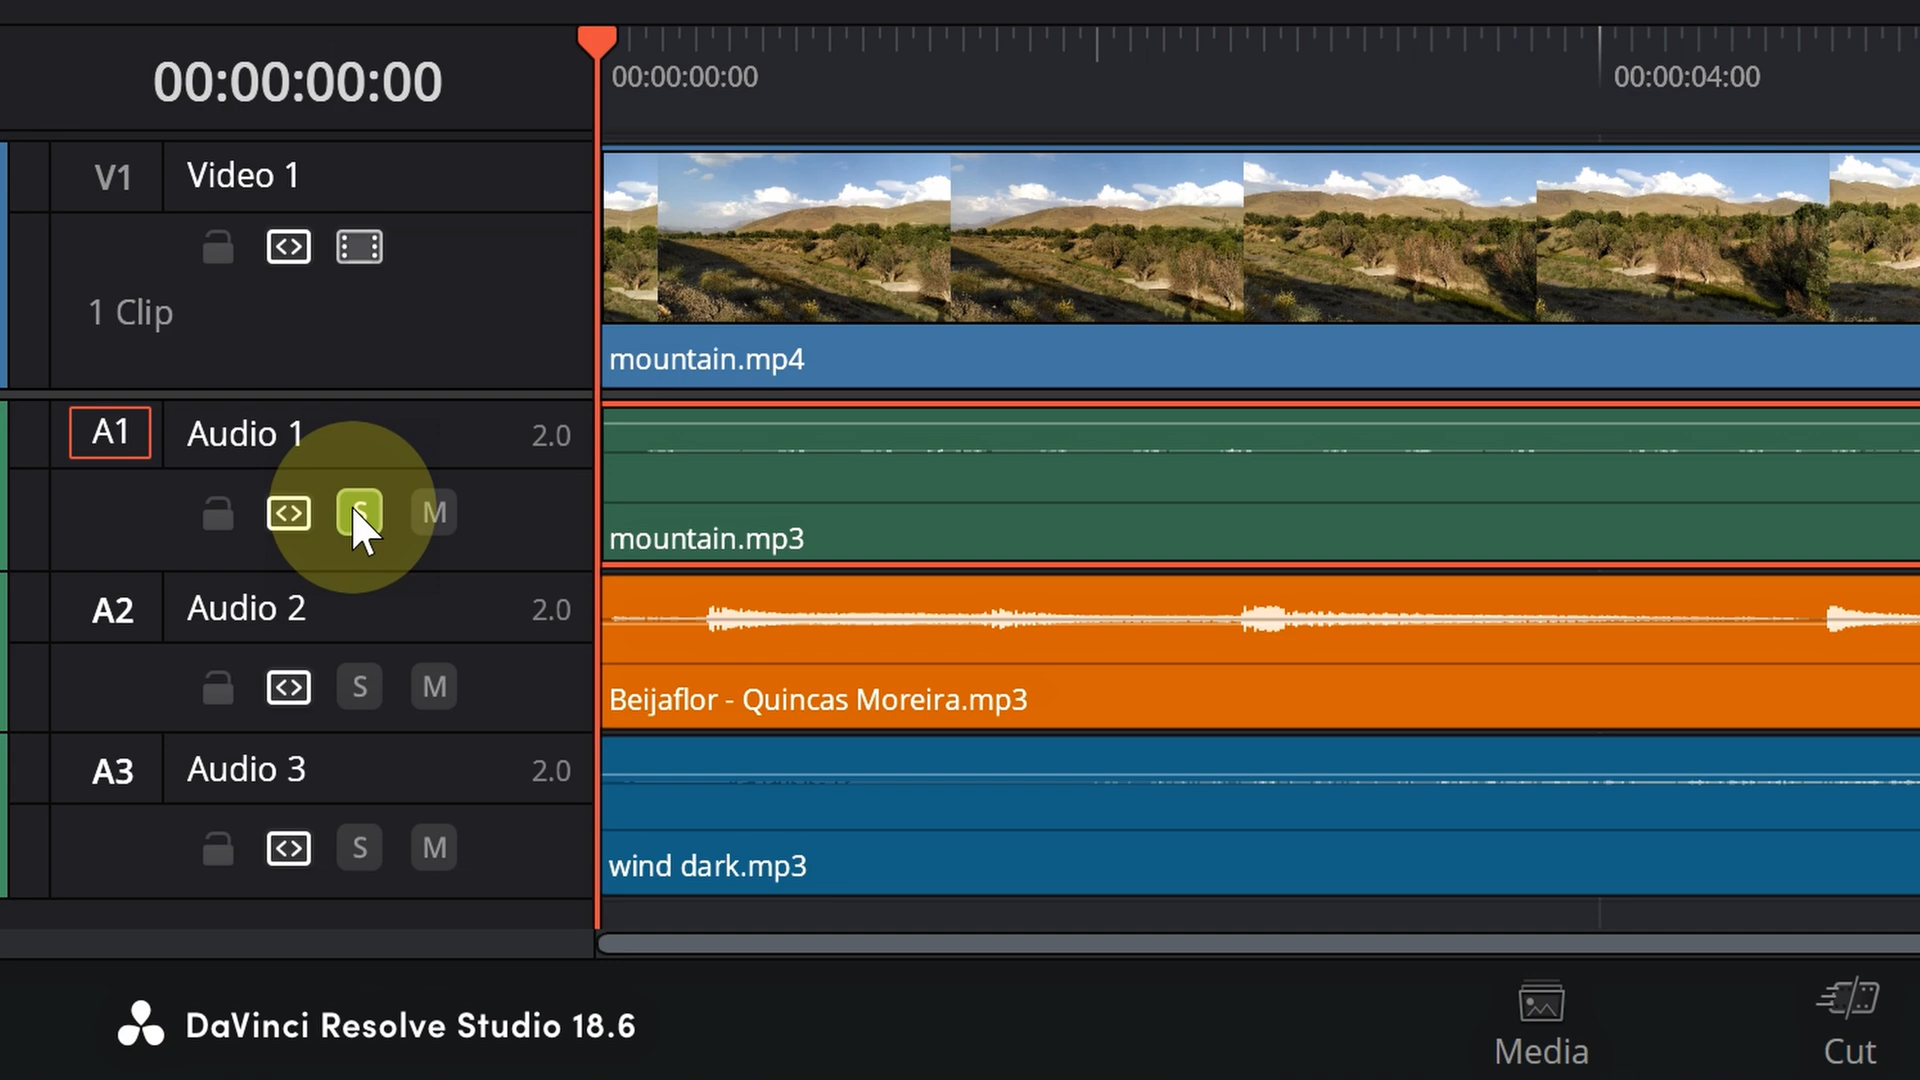 00:00:00:00
00:00:00:00
00:00:04:00
V1
Video 1
1 Clip
mountain.mp4
A1
Audio 1
2.0
S
M
mountain.mp3
A2
Audio 2
2.0
S
M
Beijaflor - Quincas Moreira.mp3
A3
Audio 3
2.0
S
M
wind dark.mp3
DaVinci Resolve Studio 18.6
Media
Cut